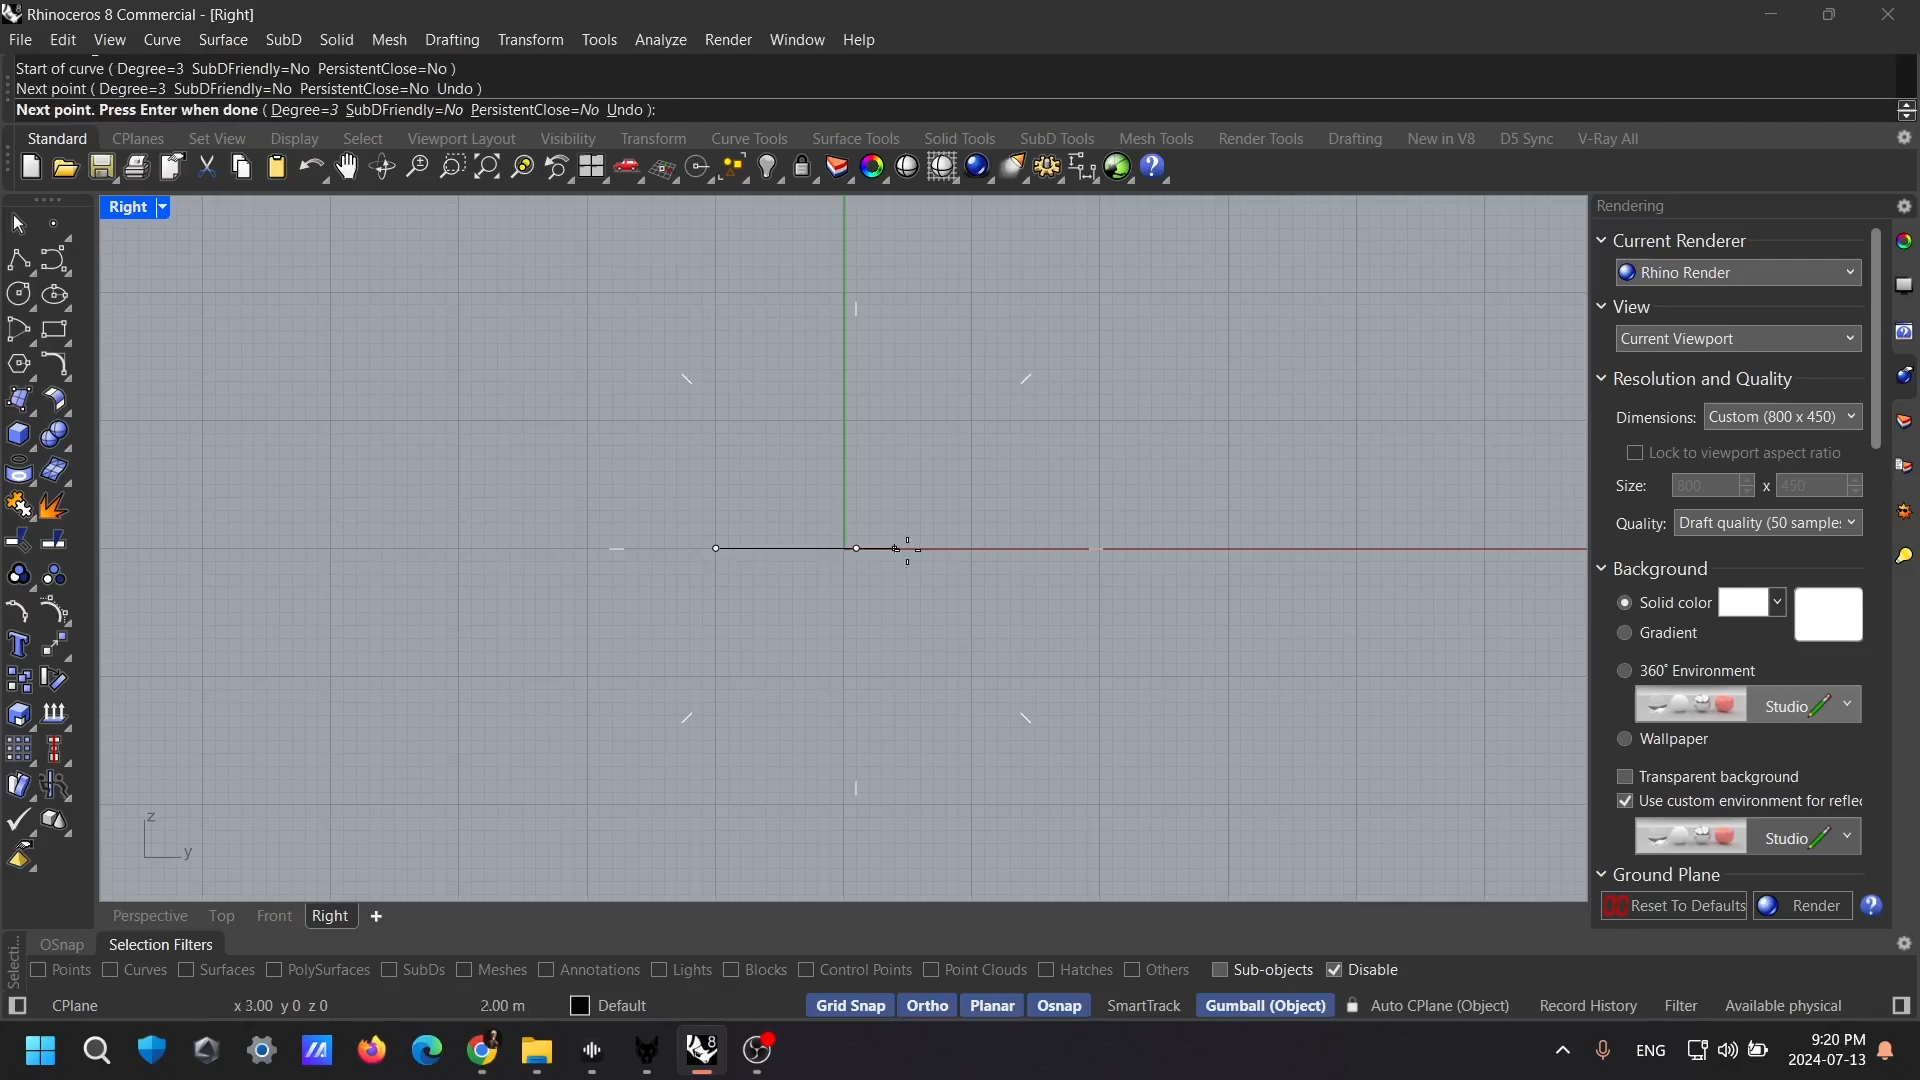 Rhinoceros 8 Commercial - [Right]
File Edit View Curve Surface SubD Solid Mesh Drafting Transform Tools Analyze Render Window Help
Start of curve ( Degree=3 SubDFriendly=No PersistentClose=No )
Next point ( Degree=3 SubDFriendly=No PersistentClose=No Undo )
Next point. Press Enter when done ( Degree=3 SubDFriendly=No PersistentClose=No Undo ):
Standard CPlanes Set View Display Select Viewport Layout Visibility Transform Curve Tools Surface Tools Solid Tools SubD Tools Mesh Tools Render Tools Drafting New in V8 D5 Sync V-Ray All
Right
Rendering
Current Renderer
Rhino Render
View
Current Viewport
Resolution and Quality
Dimensions: Custom (800 x 450)
Lock to viewport aspect ratio
Size: 800 x 450
Quality: Draft quality (50 sample
Background
Solid color
Gradient
360° Environment
Studio
Wallpaper
Transparent background
Use custom environment for refle
Studio
Ground Plane
Reset To Defaults Render
z
y
Perspective Top Front Right
OSnap Selection Filters
Selecti...
Points Curves Surfaces PolySurfaces SubDs Meshes Annotations Lights Blocks Control Points Point Clouds Hatches Others Sub-objects Disable
CPlane x 3.00 y 0 z 0 2.00 m Default Grid Snap Ortho Planar Osnap SmartTrack Gumball (Object) Auto CPlane (Object) Record History Filter Available physical
8
ENG
9:20 PM
2024-07-13